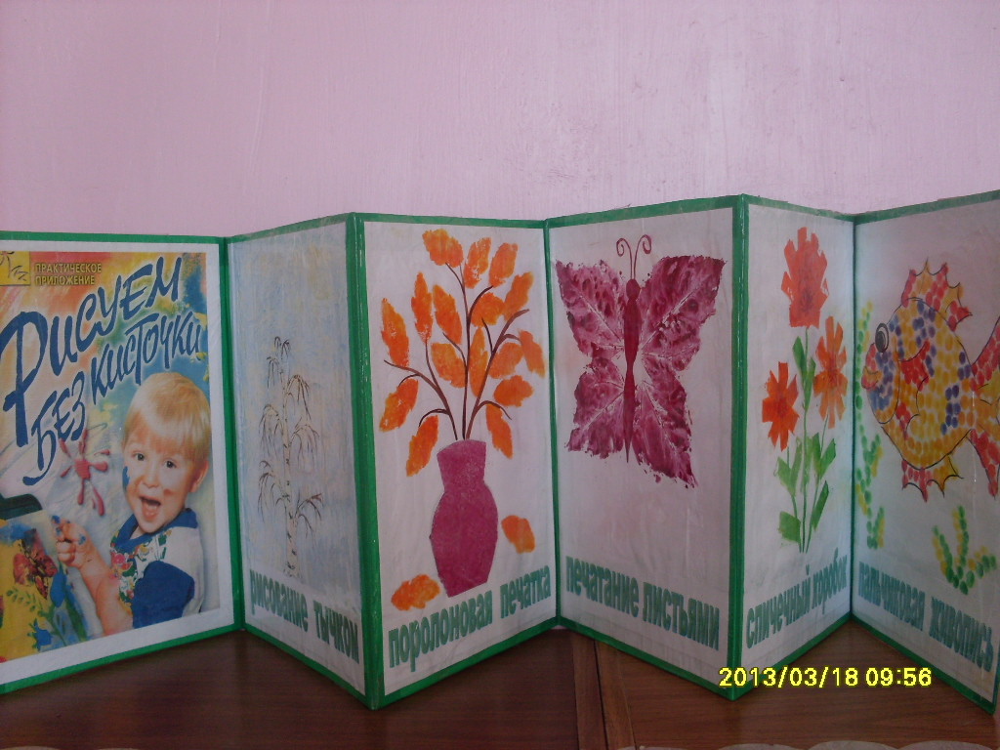 ПРАКТИЧЕСКОЕ
ПРИЛОЖЕНИЕ
Рисуем
без кисточки
рисование тычком
поролоновая печатка
печатание листьями
спичечный коробок
пальчиковая живопись
2013/03/18 09:56